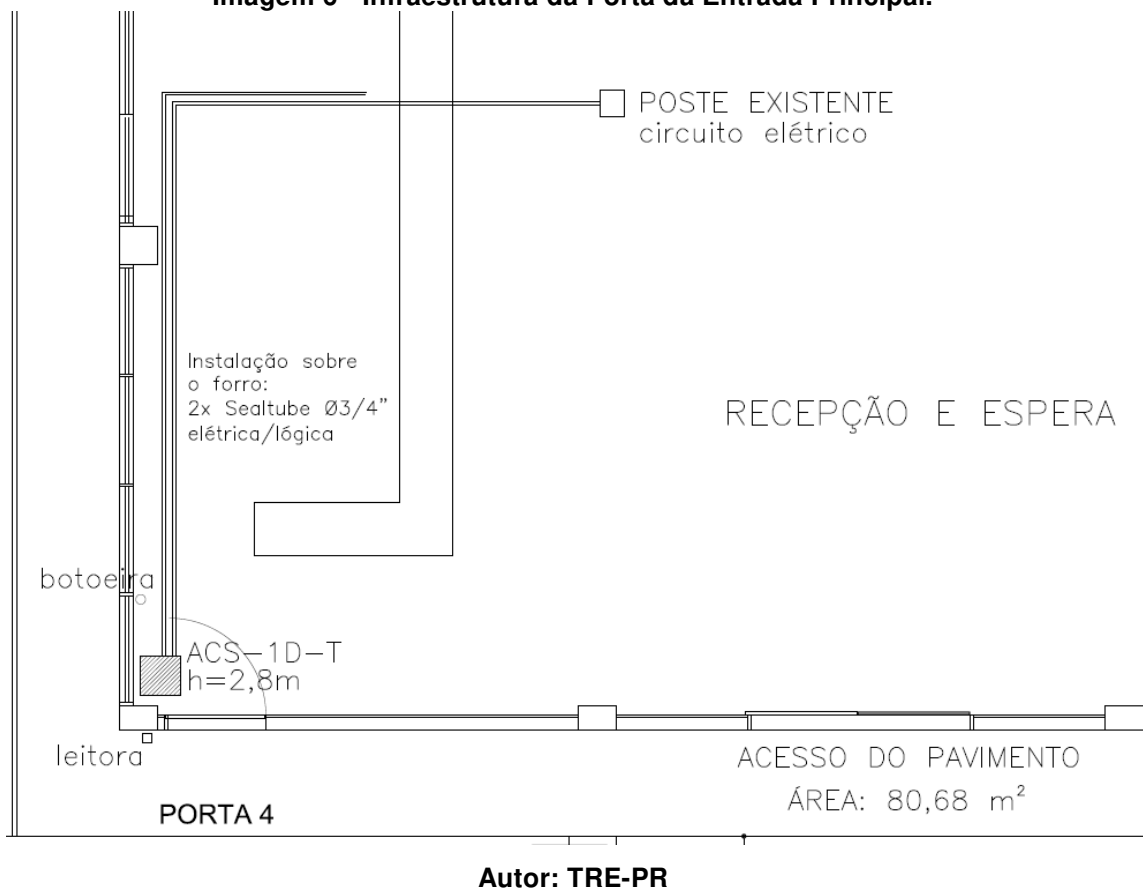 Imagem 6 - Infraestrutura da Porta da Entrada Principal.
POSTE EXISTENTE
circuito elétrico
Instalação sobre
o forro:
2x Sealtube Ø3/4”
elétrica/lógica
RECEPÇÃO E ESPERA
botoeira
ACS-1D-T
h=2,8m
leitora
ACESSO DO PAVIMENTO
ÁREA: 80,68 m²
PORTA 4
Autor: TRE-PR